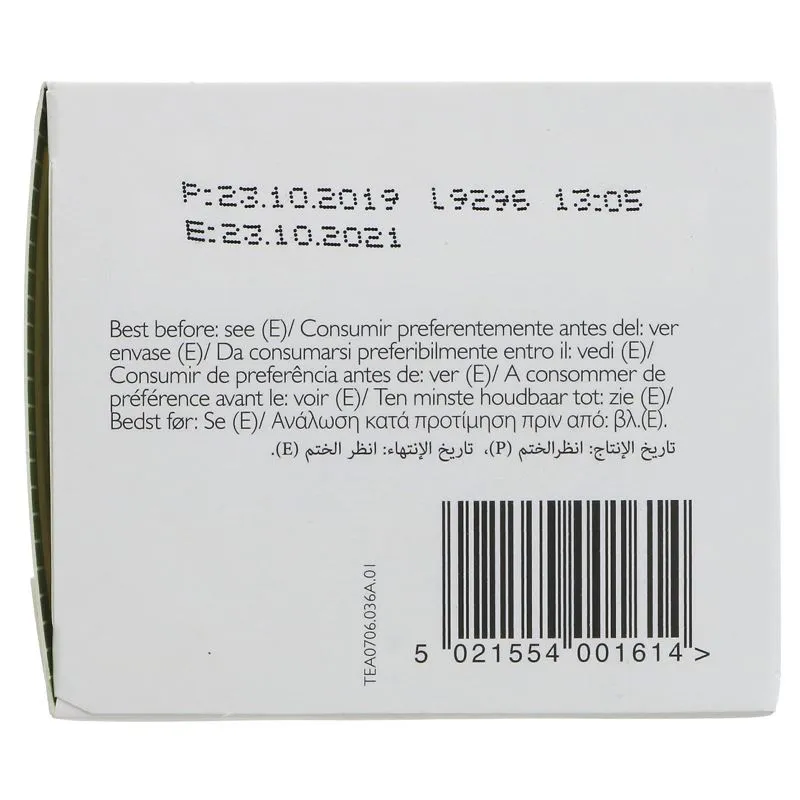 P:23.10.2019 L9296 13:05
E:23.10.2021
Best before: see (E)/ Consumir preferentemente antes del: ver
envase (E)/ Da consumarsi preferibilmente entro il: vedi (E)/
Consumir de preferência antes de: ver (E)/ A consommer de
préférence avant le: voir (E)/ Ten minste houdbaar tot: zie (E)/
Bedst før: Se (E)/ Ανάλωση κατά προτίμηση πριν από: βλ.(E).
تاريخ الإنتاج: انظرالختم (P)، تاريخ الإنتهاء: انظر الختم (E).
TEA0706.036A.01
5 021554 001614 >